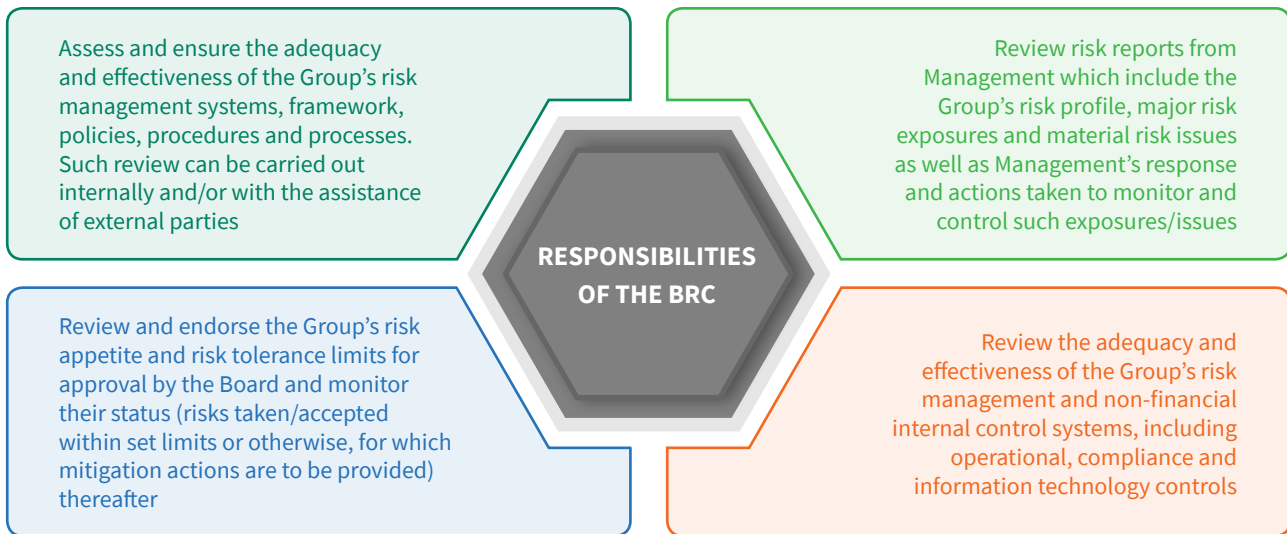 Assess and ensure the adequacy
and effectiveness of the Group’s risk
management systems, framework,
policies, procedures and processes.
Such review can be carried out
internally and/or with the assistance
of external parties
Review risk reports from
Management which include the
Group’s risk profile, major risk
exposures and material risk issues
as well as Management’s response
and actions taken to monitor and
control such exposures/issues
RESPONSIBILITIES
OF THE BRC
Review and endorse the Group’s risk
appetite and risk tolerance limits for
approval by the Board and monitor
their status (risks taken/accepted
within set limits or otherwise, for which
mitigation actions are to be provided)
thereafter
Review the adequacy and
effectiveness of the Group’s risk
management and non-financial
internal control systems, including
operational, compliance and
information technology controls